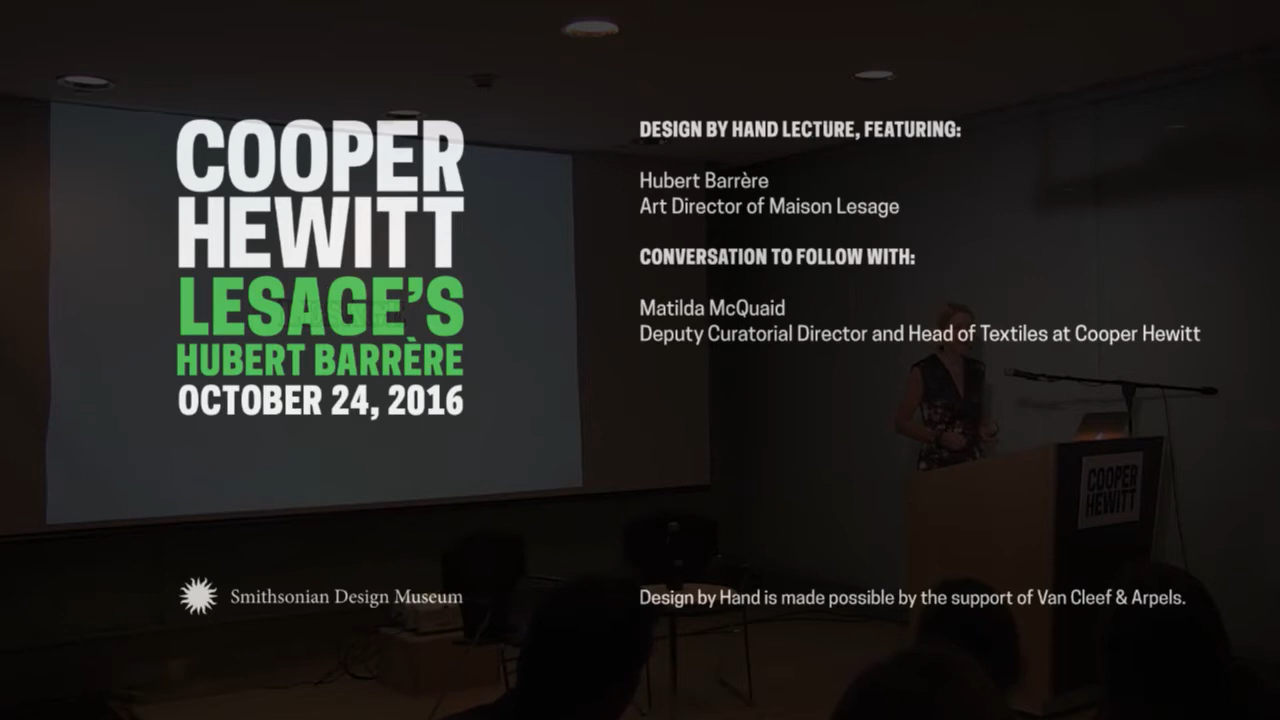 COOPER
HEWITT
LESAGE'S
HUBERT BARRÈRE
OCTOBER 24, 2016
Smithsonian Design Museum
DESIGN BY HAND LECTURE, FEATURING:
Hubert Barrère
Art Director of Maison Lesage
CONVERSATION TO FOLLOW WITH:
Matilda McQuaid
Deputy Curatorial Director and Head of Textiles at Cooper Hewitt
Design by Hand is made possible by the support of Van Cleef & Arpels.
COOPER
HEWITT